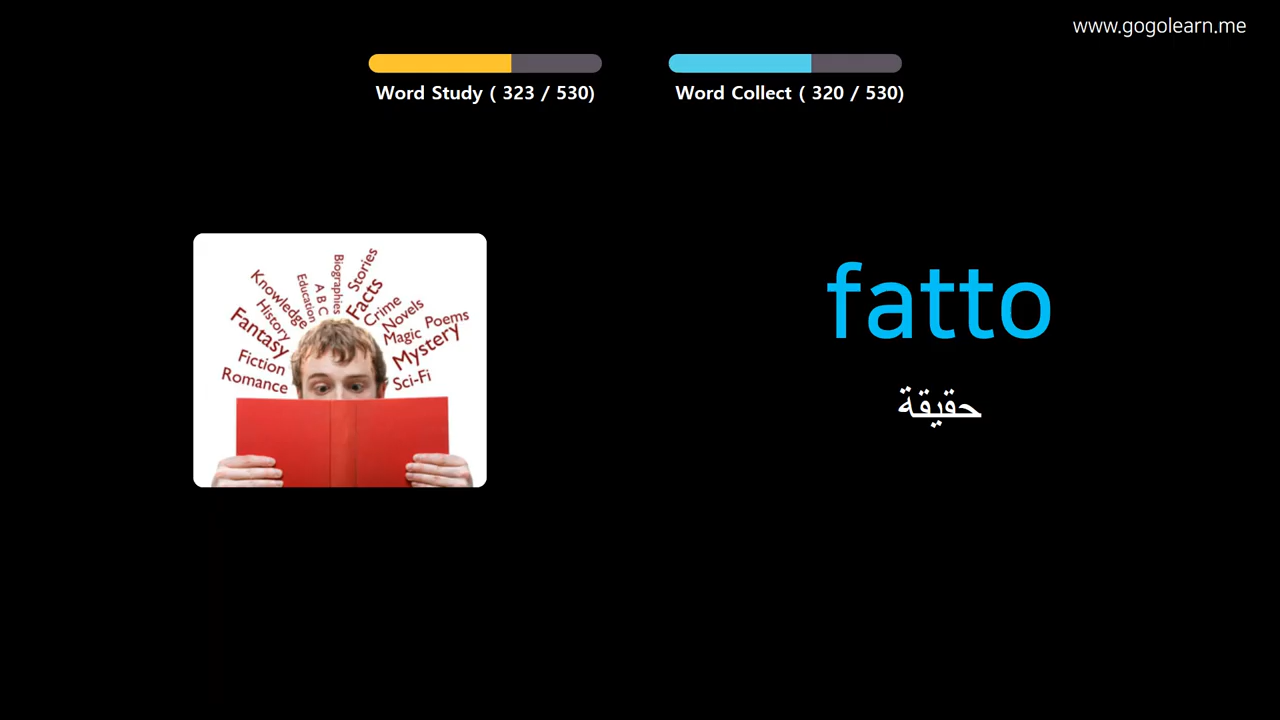 www.gogolearn.me
Word Study ( 323 / 530)
Word Collect ( 320 / 530)
Knowledge
History
Fantasy
Fiction
Romance
Education
A B C
Biographies
Stories
Facts
Crime
Novels
Magic
Poems
Mystery
Sci-Fi
fatto
حقيقة